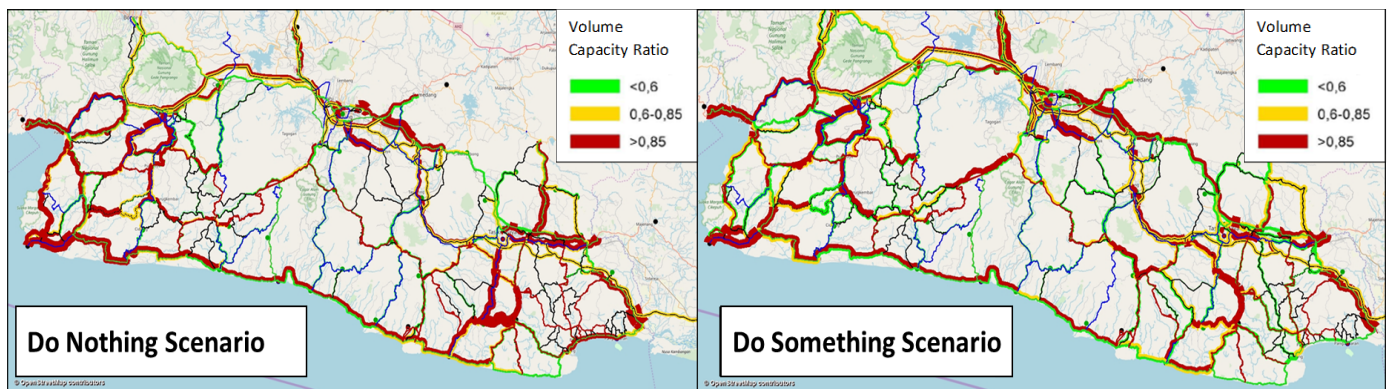 Volume
Capacity Ratio
<0,6
0,6-0,85
>0,85
Do Nothing Scenario
© OpenStreetMap contributors
Volume
Capacity Ratio
<0,6
0,6-0,85
>0,85
Do Something Scenario
© OpenStreetMap contributors